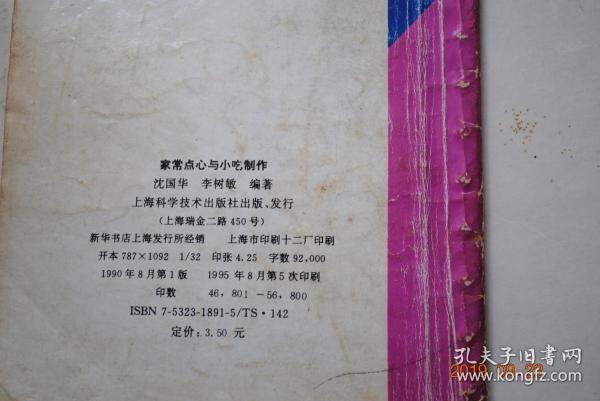 家常点心与小吃制作
沈国华 李树敏 编著
上海科学技术出版社出版、发行
（上海瑞金二路450号）
新华书店上海发行所经销 上海市印刷十二厂印刷
开本 787×1092 1/32 印张 4.25 字数 92,000
1990年8月第1版 1995年8月第5次印刷
印数 46,801－56,800
ISBN 7-5323-1891-5/TS·142
定价：3.50 元
孔夫子旧书网
www.kongfz.com